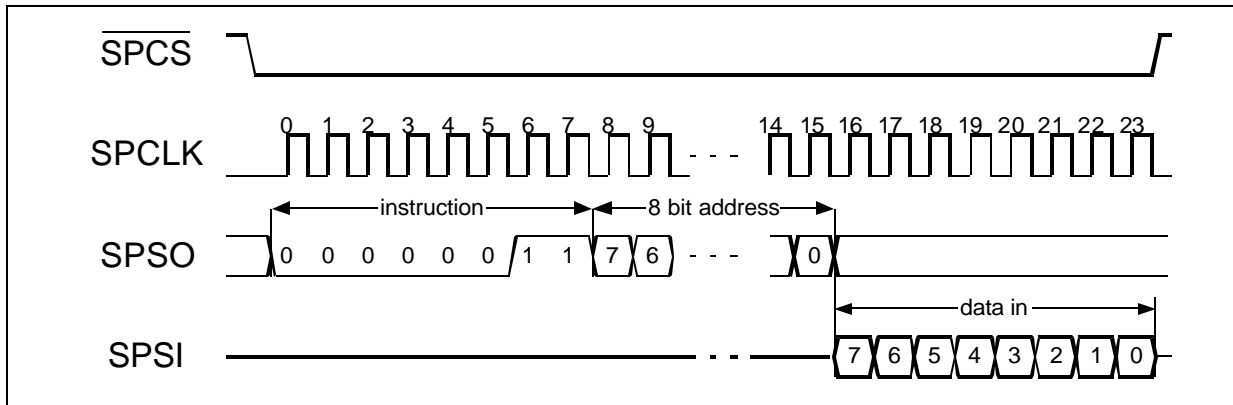 SPCS
0 1 2 3 4 5 6 7 8 9 14 15 16 17 18 19 20 21 22 23
SPCLK
instruction 8 bit address
SPSO 0 0 0 0 0 0 1 1 7 6 0
data in
SPSI 7 6 5 4 3 2 1 0